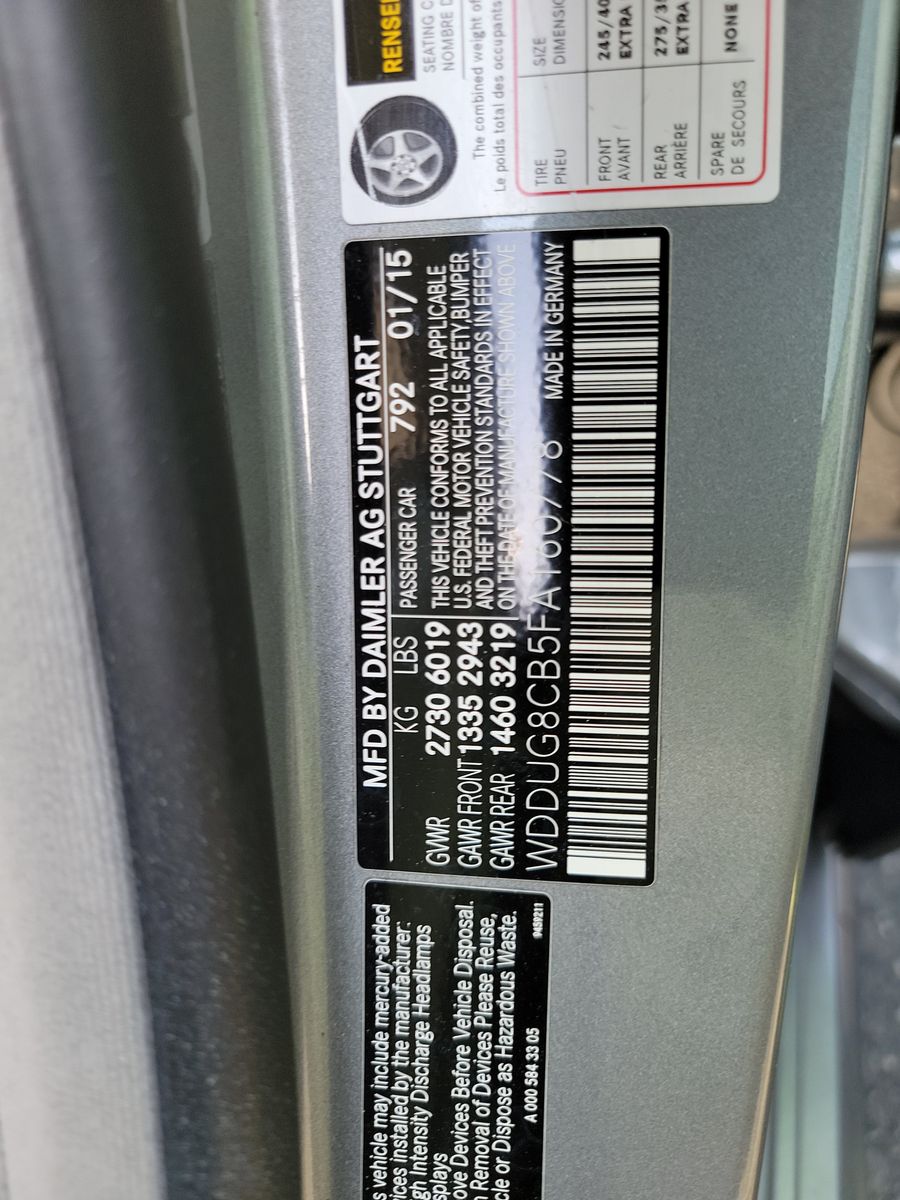 s vehicle may include mercury-added
ices installed by the manufacturer:
gh Intensity Discharge Headlamps
splays
ove Devices Before Vehicle Disposal.
n Removal of Devices Please Reuse,
cle or Dispose as Hazardous Waste.
A 000 584 33 05
9459211
MFD BY DAIMLER AG STUTTGART
KG LBS PASSENGER CAR 792 01/15
GVWR 2730 6019
GAWR FRONT 1335 2943
GAWR REAR 1460 3219
THIS VEHICLE CONFORMS TO ALL APPLICABLE
U.S. FEDERAL MOTOR VEHICLE SAFETY,BUMPER
AND THEFT PREVENTION STANDARDS IN EFFECT
ON THE DATE OF MANUFACTURE SHOWN ABOVE
WDDUG8CB5FA160778 MADE IN GERMANY
RENSEI
SEATING C
NOMBRE D
The combined weight of
Le poids total des occupants
TIRE SIZE
PNEU DIMENSIO
FRONT 245/40
AVANT EXTRA
REAR 275/3
ARRIÈRE EXTRA
SPARE NONE
DE SECOURS